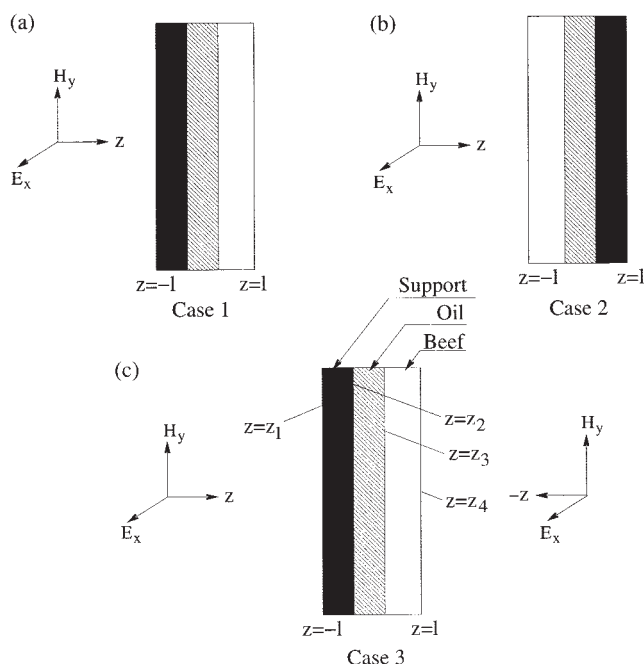 (a)
H_y
z
E_x
z=-l
z=l
Case 1
(b)
H_y
z
E_x
z=-l
z=l
Case 2
(c)
Support
Oil
Beef
z=z_1
z=z_2
z=z_3
z=z_4
H_y
z
E_x
H_y
-z
E_x
z=-l
z=l
Case 3